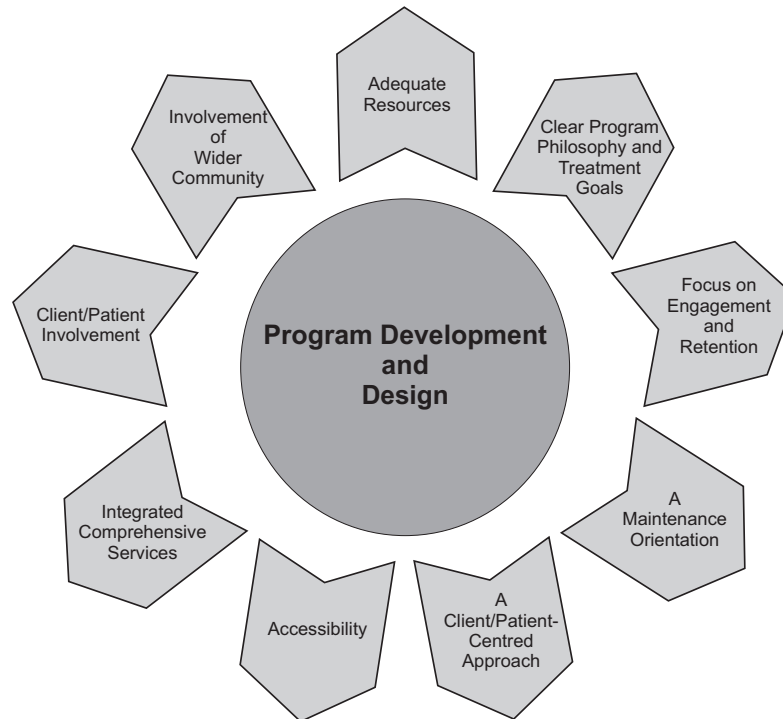 Adequate
Resources
Clear Program
Philosophy and
Treatment
Goals
Focus on
Engagement
and
Retention
A
Maintenance
Orientation
A
Client/Patient-
Centred
Approach
Accessibility
Integrated
Comprehensive
Services
Client/Patient
Involvement
Involvement
of
Wider
Community
Program Development
and
Design